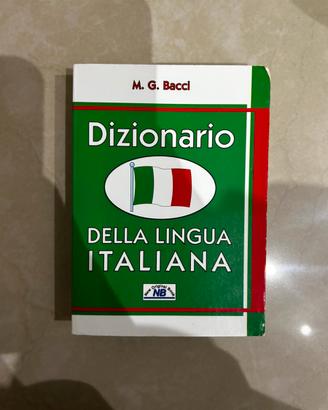 M. G. Bacci
Dizionario
DELLA LINGUA
ITALIANA
NB